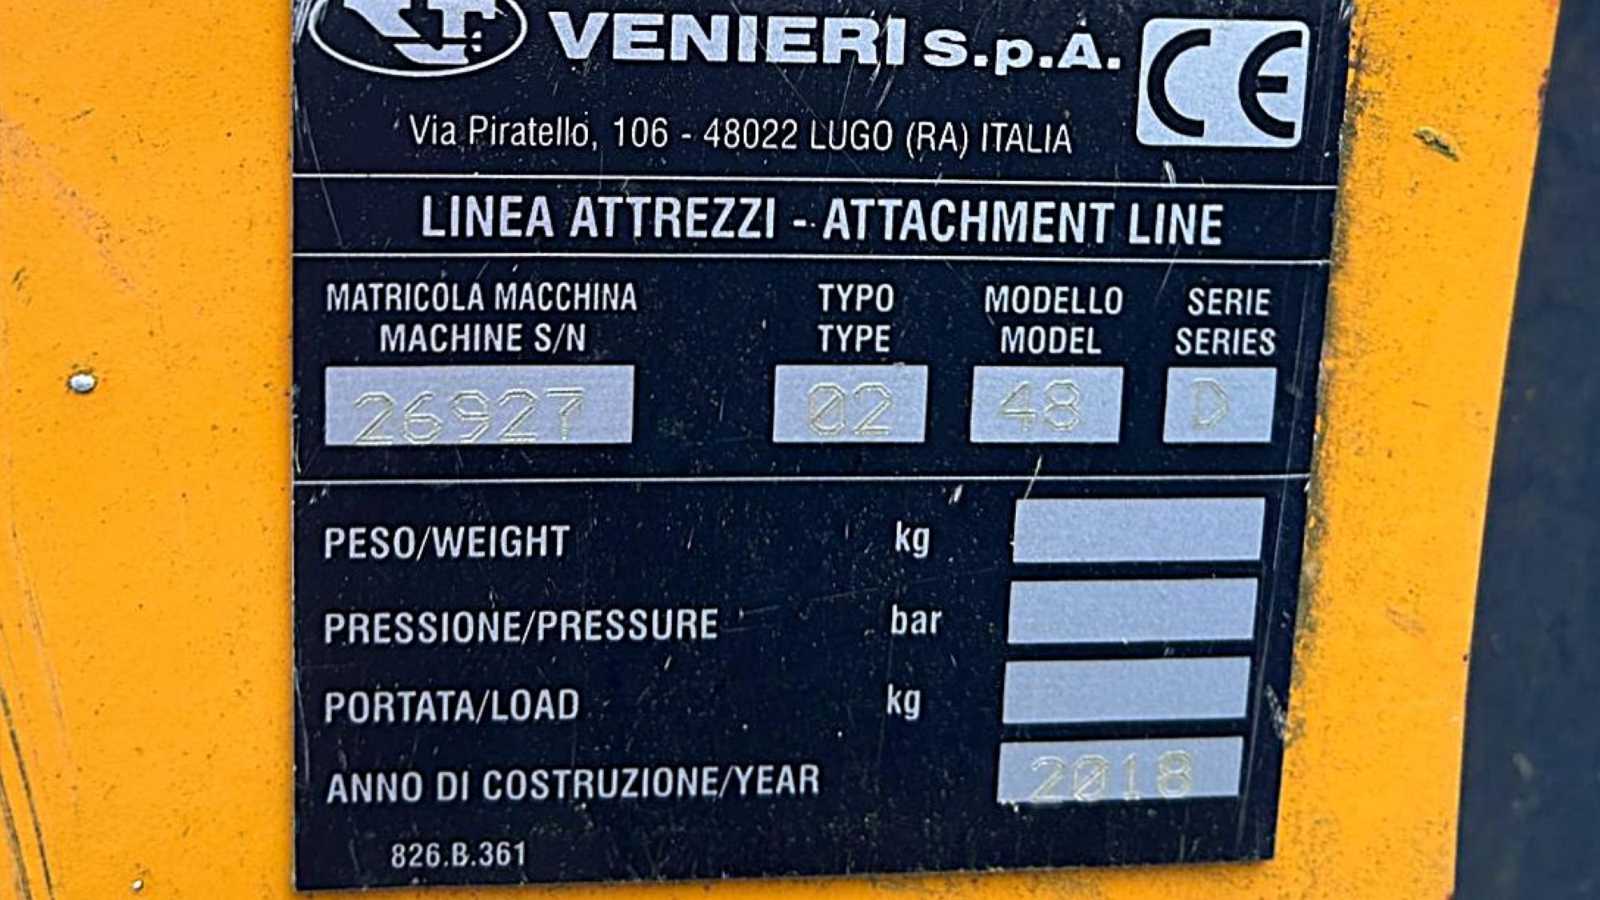 VENIERI S.p.A. CE
Via Piratello, 106 - 48022 LUGO (RA) ITALIA
LINEA ATTREZZI - ATTACHMENT LINE
MATRICOLA MACCHINA TYPO MODELLO SERIE
MACHINE S/N TYPE MODEL SERIES
26927 02 48 D
PESO/WEIGHT kg
PRESSIONE/PRESSURE bar
PORTATA/LOAD kg
ANNO DI COSTRUZIONE/YEAR 2018
826.B.361